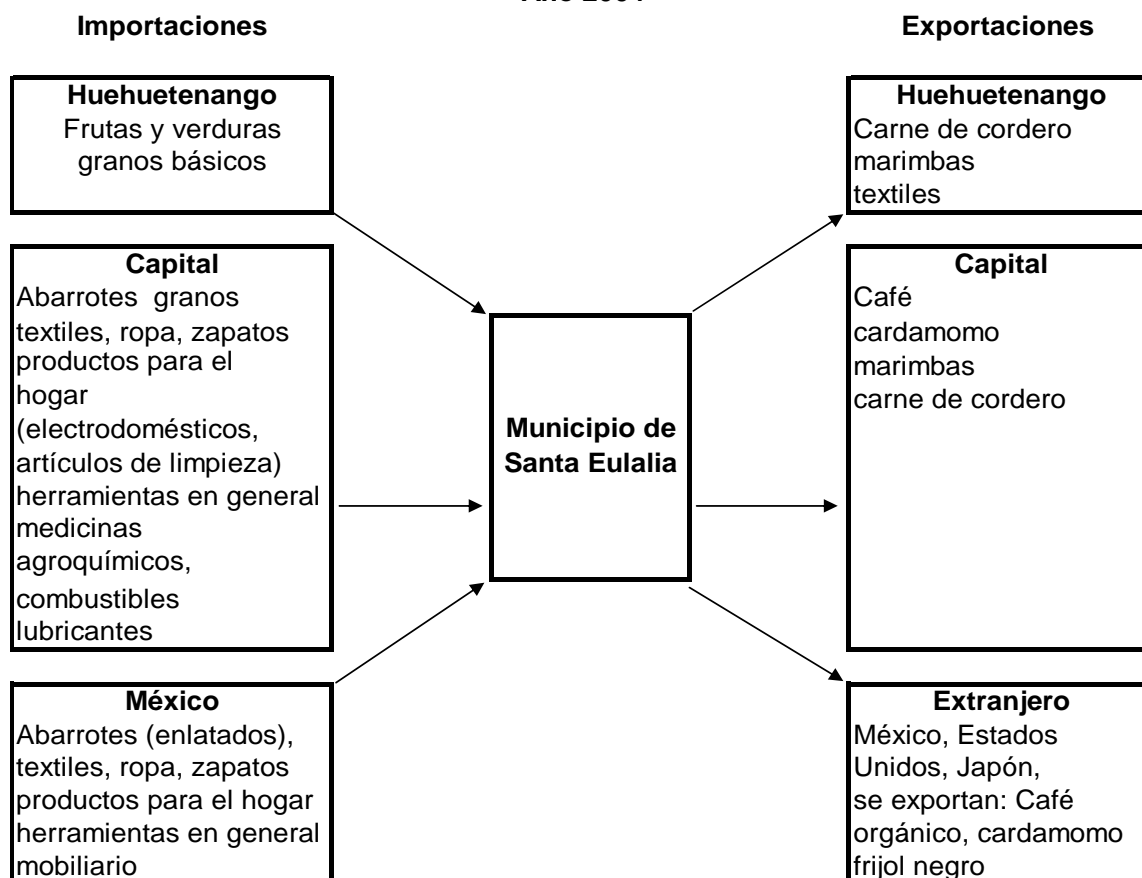 Importaciones
Exportaciones
Huehuetenango
Frutas y verduras
granos básicos
Capital
Abarrotes granos
textiles, ropa, zapatos
productos para el
hogar
(electrodomésticos,
artículos de limpieza)
herramientas en general
medicinas
agroquímicos,
combustibles
lubricantes
México
Abarrotes (enlatados),
textiles, ropa, zapatos
productos para el hogar
herramientas en general
mobiliario
Municipio de
Santa Eulalia
Huehuetenango
Carne de cordero
marimbas
textiles
Capital
Café
cardamomo
marimbas
carne de cordero
Extranjero
México, Estados
Unidos, Japón,
se exportan: Café
orgánico, cardamomo
frijol negro